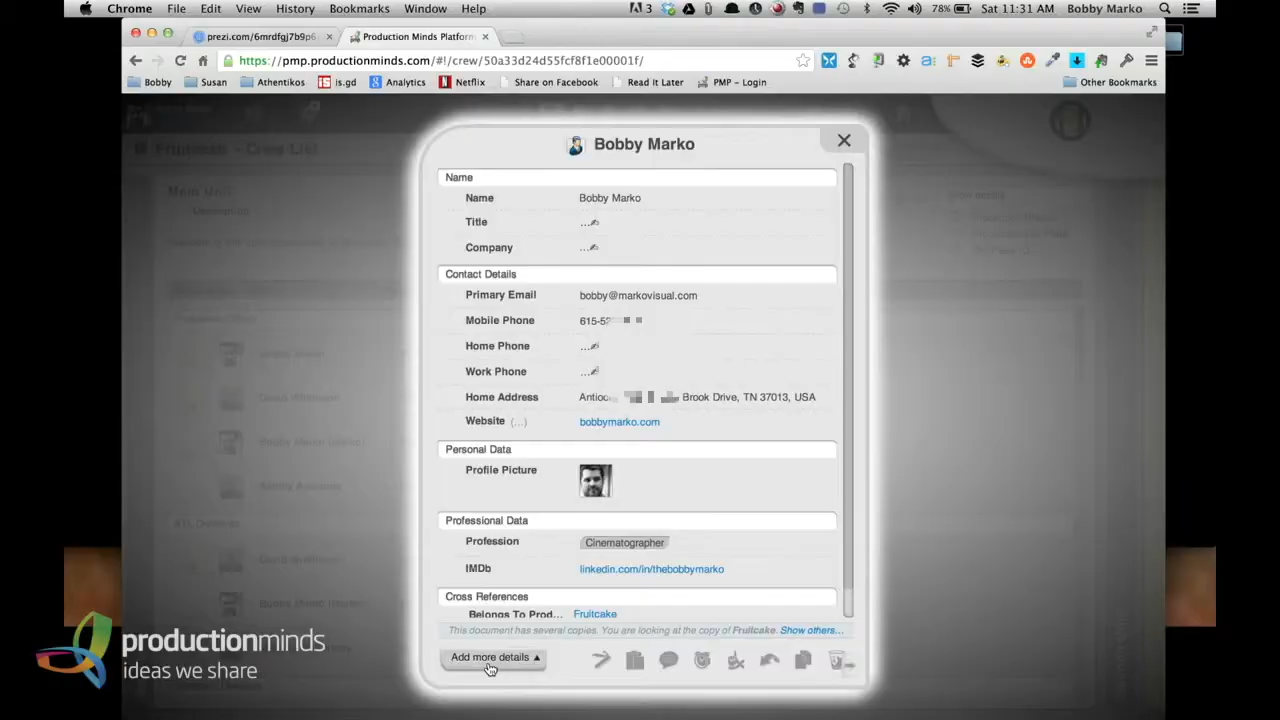 Chrome File Edit View History Bookmarks Window Help 3 78% Sat 11:31 AM Bobby Marko
prezi.com/6mrdfgj7b9p6 Production Minds Platform
https://pmp.productionminds.com/#!/crew/50a33d24d55fcf8f1e00001f/
Bobby Susan Athentikos is.gd Analytics Netflix Share on Facebook Read it Later PMP - Login Other Bookmarks
Bobby Marko
Name
Name Bobby Marko
Title ...
Company ...
Contact Details
Primary Email bobby@markovisual.com
Mobile Phone 615-52
Home Phone ...
Work Phone ...
Home Address Brook Drive, TN 37013, USA
Website (...) bobbymarko.com
Personal Data
Profile Picture
Professional Data
Profession Cinematographer
IMDb linkedin.com/in/thebobbymarko
Cross References
Belongs To Prod... Fruitcake
This document has several copies. You are looking at the copy of Fruitcake. Show others...
Add more details
productionminds
ideas we share